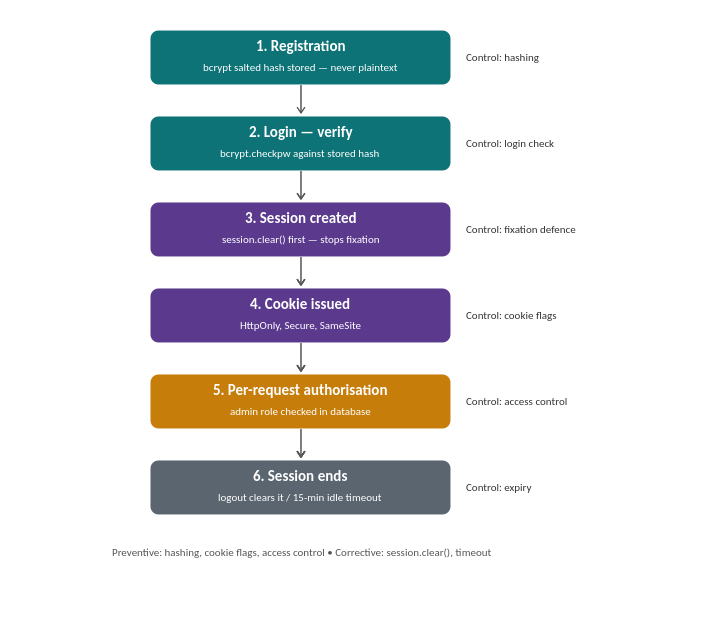 1. Registration
bcrypt salted hash stored — never plaintext
Control: hashing
2. Login — verify
bcrypt.checkpw against stored hash
Control: login check
3. Session created
session.clear() first — stops fixation
Control: fixation defence
4. Cookie issued
HttpOnly, Secure, SameSite
Control: cookie flags
5. Per-request authorisation
admin role checked in database
Control: access control
6. Session ends
logout clears it / 15-min idle timeout
Control: expiry
Preventive: hashing, cookie flags, access control • Corrective: session.clear(), timeout